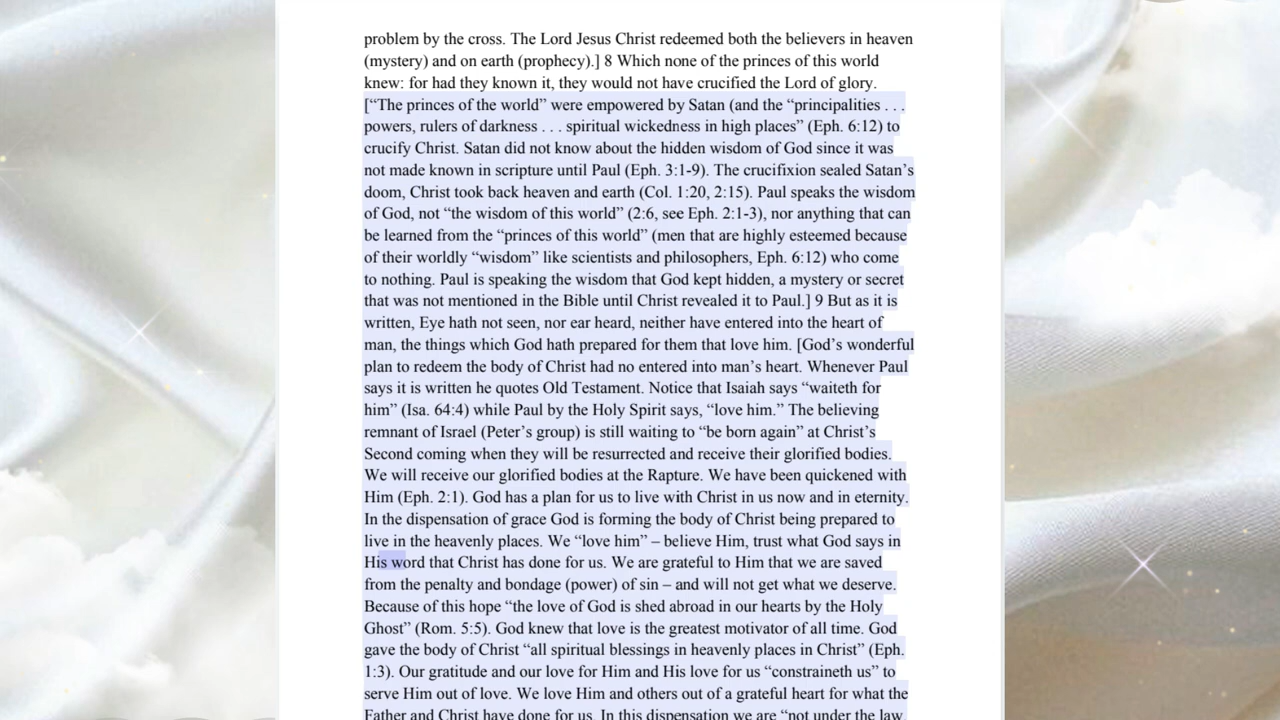 problem by the cross. The Lord Jesus Christ redeemed both the believers in heaven
(mystery) and on earth (prophecy).] 8 Which none of the princes of this world
knew: for had they known it, they would not have crucified the Lord of glory.
[“The princes of the world” were empowered by Satan (and the “principalities . . .
powers, rulers of darkness . . . spiritual wickedness in high places” (Eph. 6:12) to
crucify Christ. Satan did not know about the hidden wisdom of God since it was
not made known in scripture until Paul (Eph. 3:1-9). The crucifixion sealed Satan’s
doom, Christ took back heaven and earth (Col. 1:20, 2:15). Paul speaks the wisdom
of God, not “the wisdom of this world” (2:6, see Eph. 2:1-3), nor anything that can
be learned from the “princes of this world” (men that are highly esteemed because
of their worldly “wisdom” like scientists and philosophers, Eph. 6:12) who come
to nothing. Paul is speaking the wisdom that God kept hidden, a mystery or secret
that was not mentioned in the Bible until Christ revealed it to Paul.] 9 But as it is
written, Eye hath not seen, nor ear heard, neither have entered into the heart of
man, the things which God hath prepared for them that love him. [God’s wonderful
plan to redeem the body of Christ had no entered into man’s heart. Whenever Paul
says it is written he quotes Old Testament. Notice that Isaiah says “waiteth for
him” (Isa. 64:4) while Paul by the Holy Spirit says, “love him.” The believing
remnant of Israel (Peter’s group) is still waiting to “be born again” at Christ’s
Second coming when they will be resurrected and receive their glorified bodies.
We will receive our glorified bodies at the Rapture. We have been quickened with
Him (Eph. 2:1). God has a plan for us to live with Christ in us now and in eternity.
In the dispensation of grace God is forming the body of Christ being prepared to
live in the heavenly places. We “love him” – believe Him, trust what God says in
His word that Christ has done for us. We are grateful to Him that we are saved
from the penalty and bondage (power) of sin – and will not get what we deserve.
Because of this hope “the love of God is shed abroad in our hearts by the Holy
Ghost” (Rom. 5:5). God knew that love is the greatest motivator of all time. God
gave the body of Christ “all spiritual blessings in heavenly places in Christ” (Eph.
1:3). Our gratitude and our love for Him and His love for us “constraineth us” to
serve Him out of love. We love Him and others out of a grateful heart for what the
Father and Christ have done for us. In this dispensation we are “not under the law,